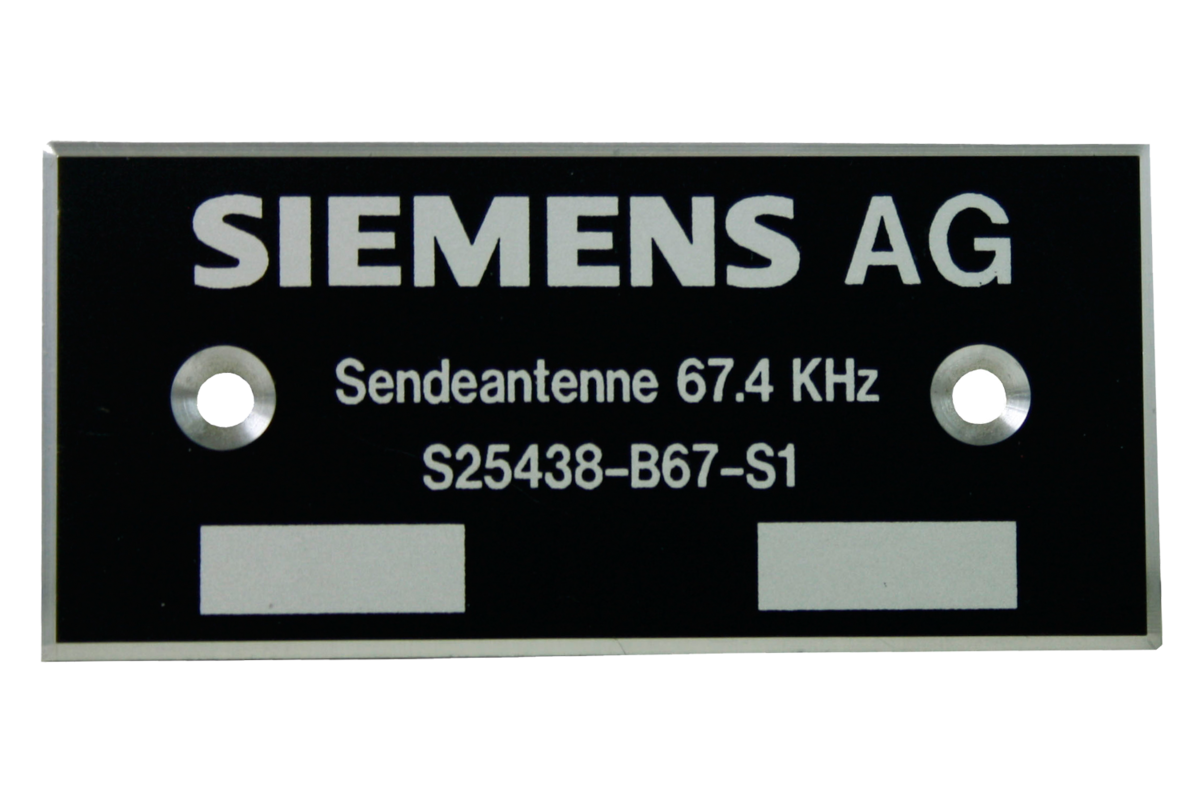 SIEMENS AG
Sendeantenne 67.4 KHz
S25438-B67-S1